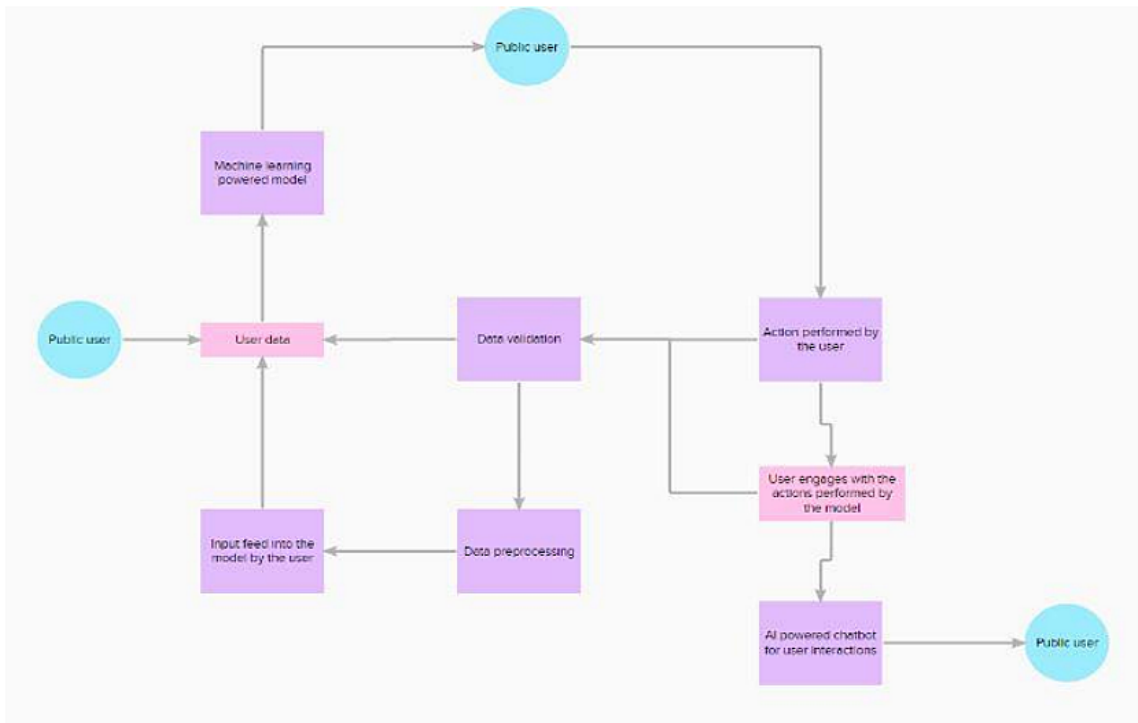 Public user
Machine learning
powered model
Public user
User data
Data validation
Action performed by
the user
User engages with the
actions performed by
the model
Input feed into the
model by the user
Data preprocessing
AI powered chatbot
for user interactions
Public user